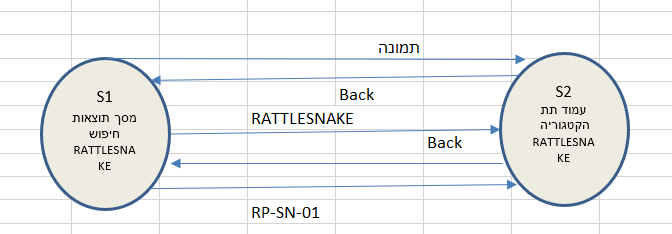 תמונה
Back
RATTLESNAKE
Back
RP-SN-01
S1
מסך תוצאות
חיפוש
RATTLESNA
KE
S2
עמוד תת
הקטגוריה
RATTLESNA
KE